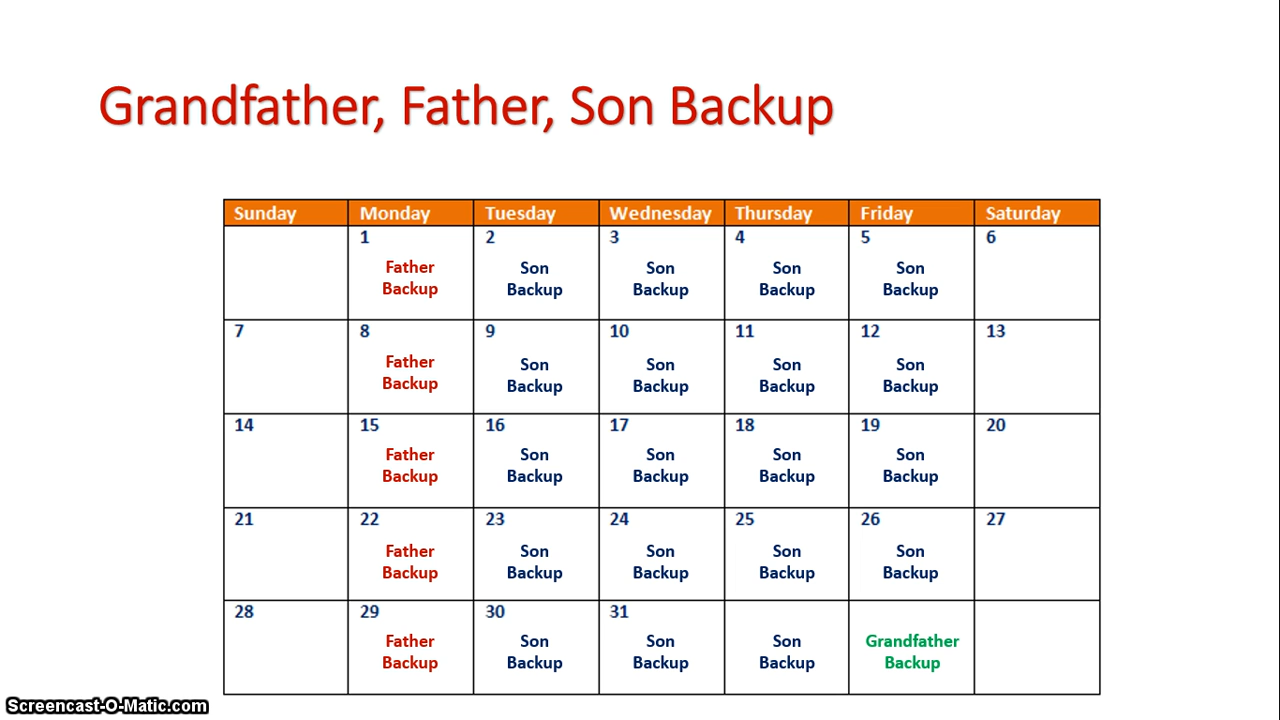 Grandfather, Father, Son Backup
Sunday Monday Tuesday Wednesday Thursday Friday Saturday
1 2 3 4 5 6
Father Son Son Son Son
Backup Backup Backup Backup Backup
7 8 9 10 11 12 13
Father Son Son Son Son
Backup Backup Backup Backup Backup
14 15 16 17 18 19 20
Father Son Son Son Son
Backup Backup Backup Backup Backup
21 22 23 24 25 26 27
Father Son Son Son Son
Backup Backup Backup Backup Backup
28 29 30 31
Father Son Son Son Grandfather
Backup Backup Backup Backup Backup
Screencast-O-Matic.com